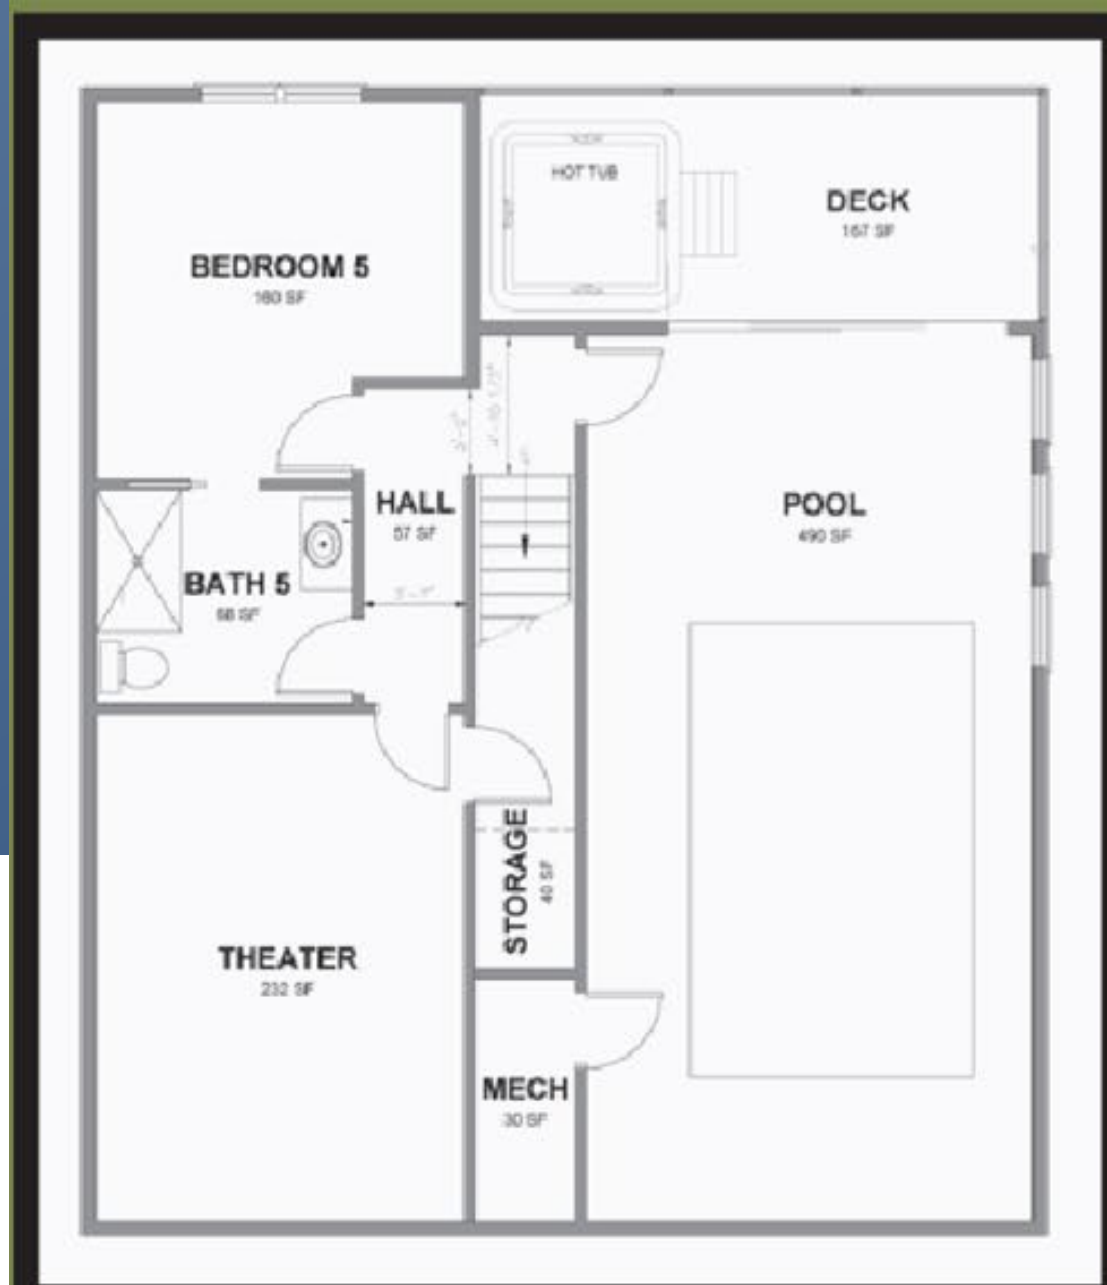 HOT TUB
DECK
167 SF
BEDROOM 5
160 SF
HALL
57 SF
POOL
490 SF
BATH 5
68 SF
STORAGE
40 SF
THEATER
232 SF
MECH
30 SF